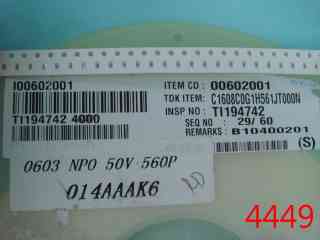 I00602001
ITEM CD : 00602001
TDK ITEM: C1608C0G1H561JT000N
INSP NO : TI194742
TI194742 4000
SEQ NO : 29/ 60
REMARKS : B10400201
(S)
0603 NPO 50V 560P
014AAAK6
4449